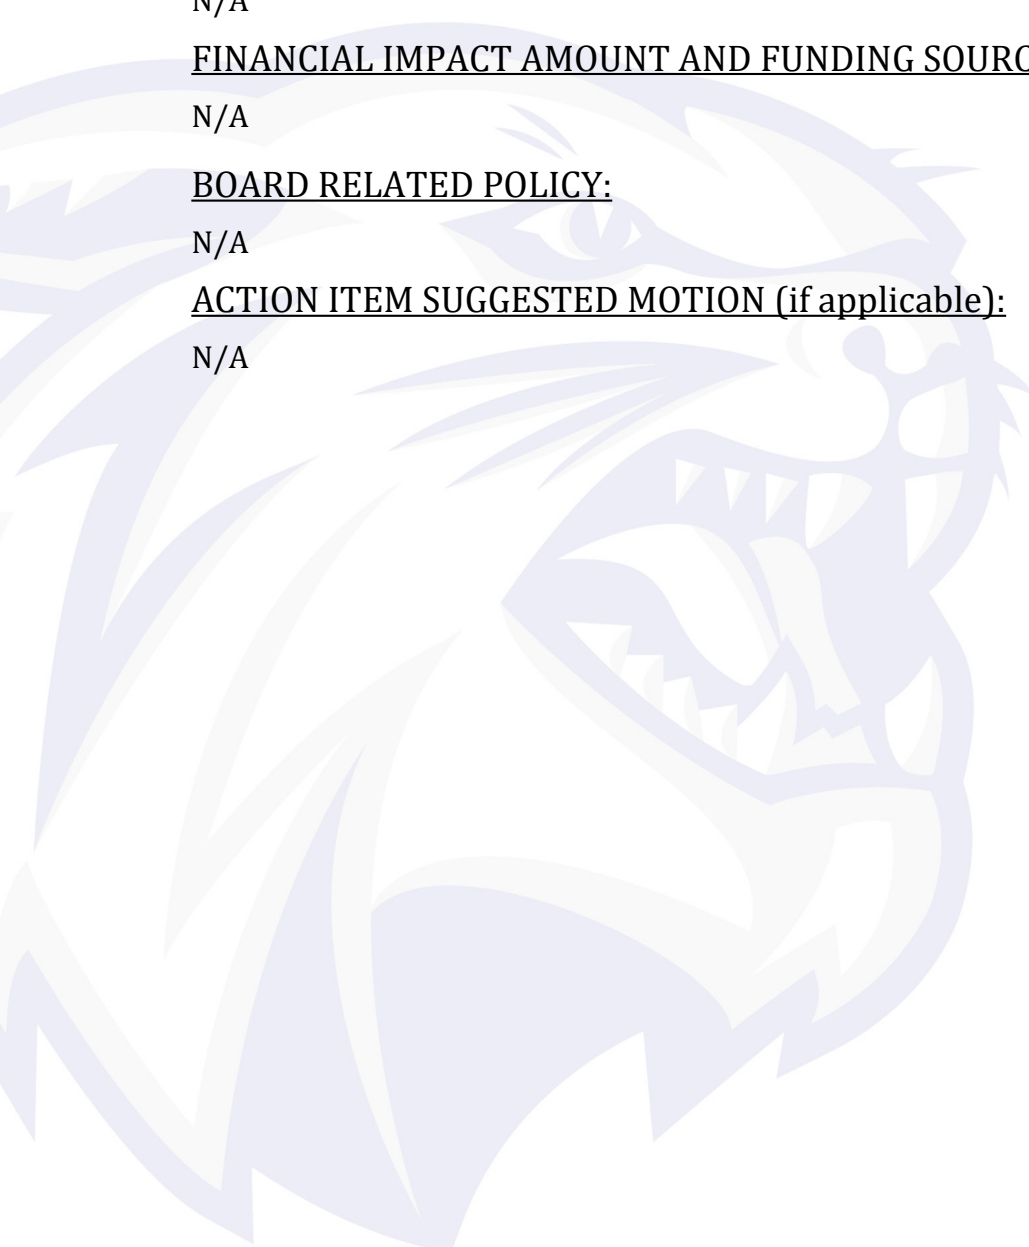 N/A
FINANCIAL IMPACT AMOUNT AND FUNDING SOURC
N/A
BOARD RELATED POLICY:
N/A
ACTION ITEM SUGGESTED MOTION (if applicable):
N/A